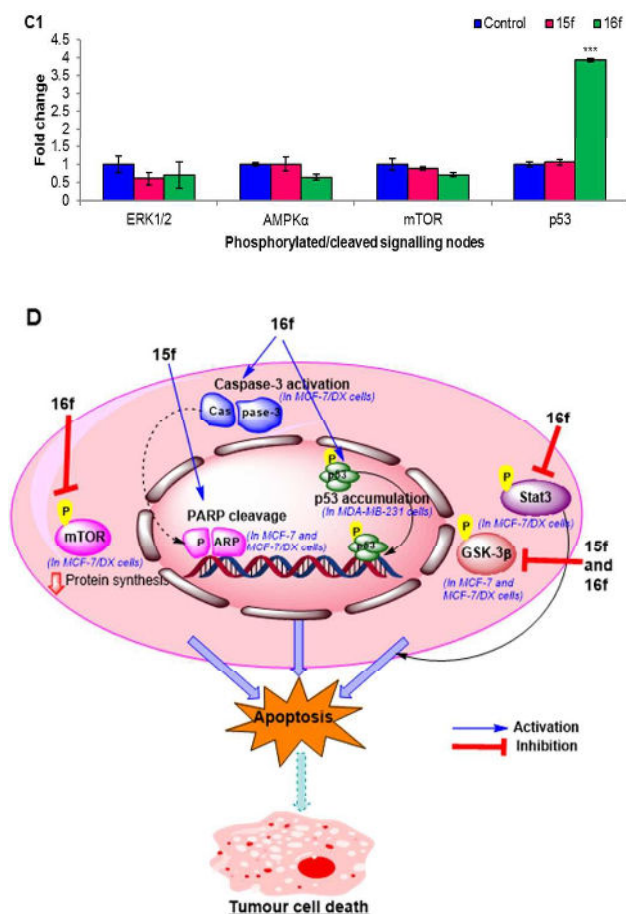 C1
Control 15f 16f
***
4.5
4
3.5
3
2.5
2
1.5
1
0.5
0
Fold change
ERK1/2 AMPKα mTOR p53
Phosphorylated/cleaved signalling nodes
D
16f
15f
Caspase-3 activation
(In MCF-7/DX cells)
Cas pase-3
16f
16f
P
p53
p53 accumulation
(In MDA-MB-231 cells)
P
Stat3
(In MCF-7/DX cells)
P
mTOR
(In MCF-7/DX cells)
Protein synthesis
PARP cleavage
P ARP
(In MCF-7 and
MCF-7/DX cells)
P
p53
P
GSK-3β
(In MCF-7 and
MCF-7/DX cells)
15f
and
16f
Apoptosis
Activation
Inhibition
Tumour cell death